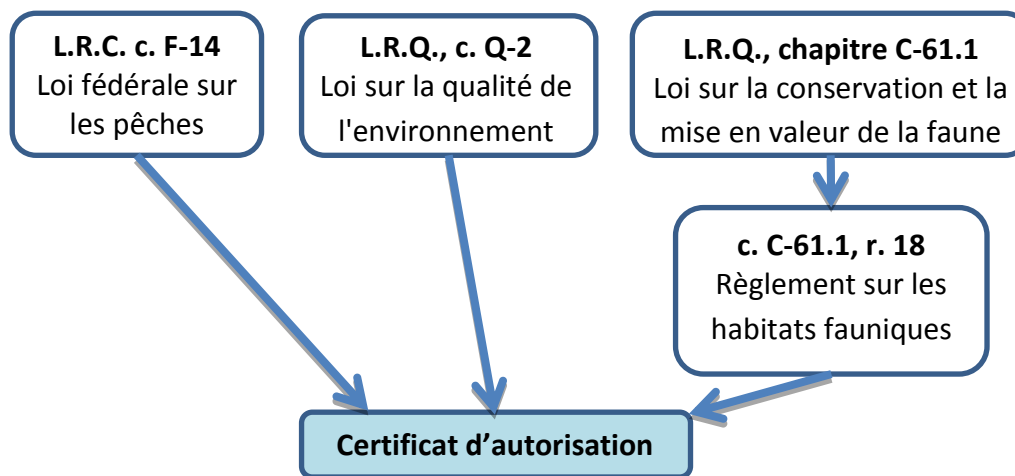 L.R.C. c. F-14
Loi fédérale sur
les pêches
L.R.Q., c. Q-2
Loi sur la qualité de
l'environnement
L.R.Q., chapitre C-61.1
Loi sur la conservation et la
mise en valeur de la faune
c. C-61.1, r. 18
Règlement sur les
habitats fauniques
Certificat d’autorisation